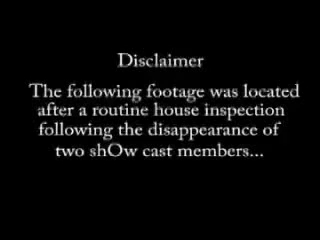 Disclaimer
The following footage was located
after a routine house inspection
following the disappearance of
two shOw cast members...